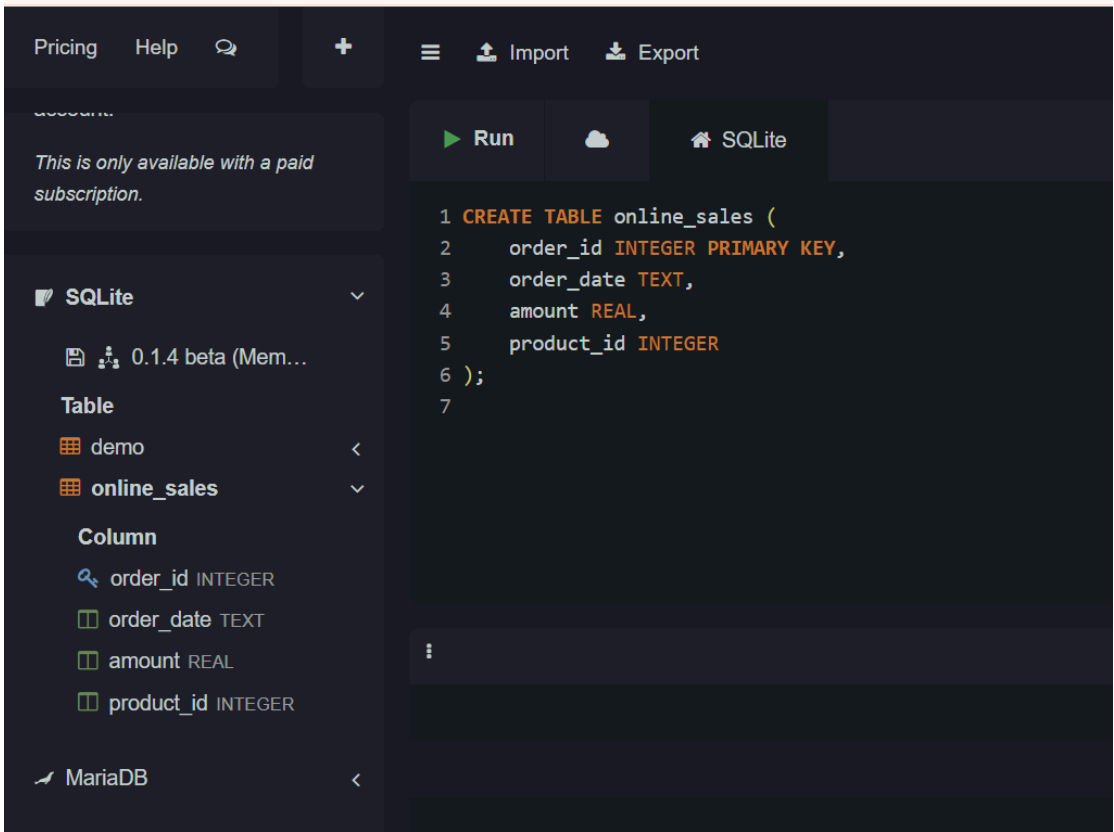 Pricing Help
Import Export
account.
This is only available with a paid
subscription.
SQLite
0.1.4 beta (Mem...
Table
demo
online_sales
Column
order_id INTEGER
order_date TEXT
amount REAL
product_id INTEGER
MariaDB
Run SQLite
1 CREATE TABLE online_sales (
2     order_id INTEGER PRIMARY KEY,
3     order_date TEXT,
4     amount REAL,
5     product_id INTEGER
6 );
7